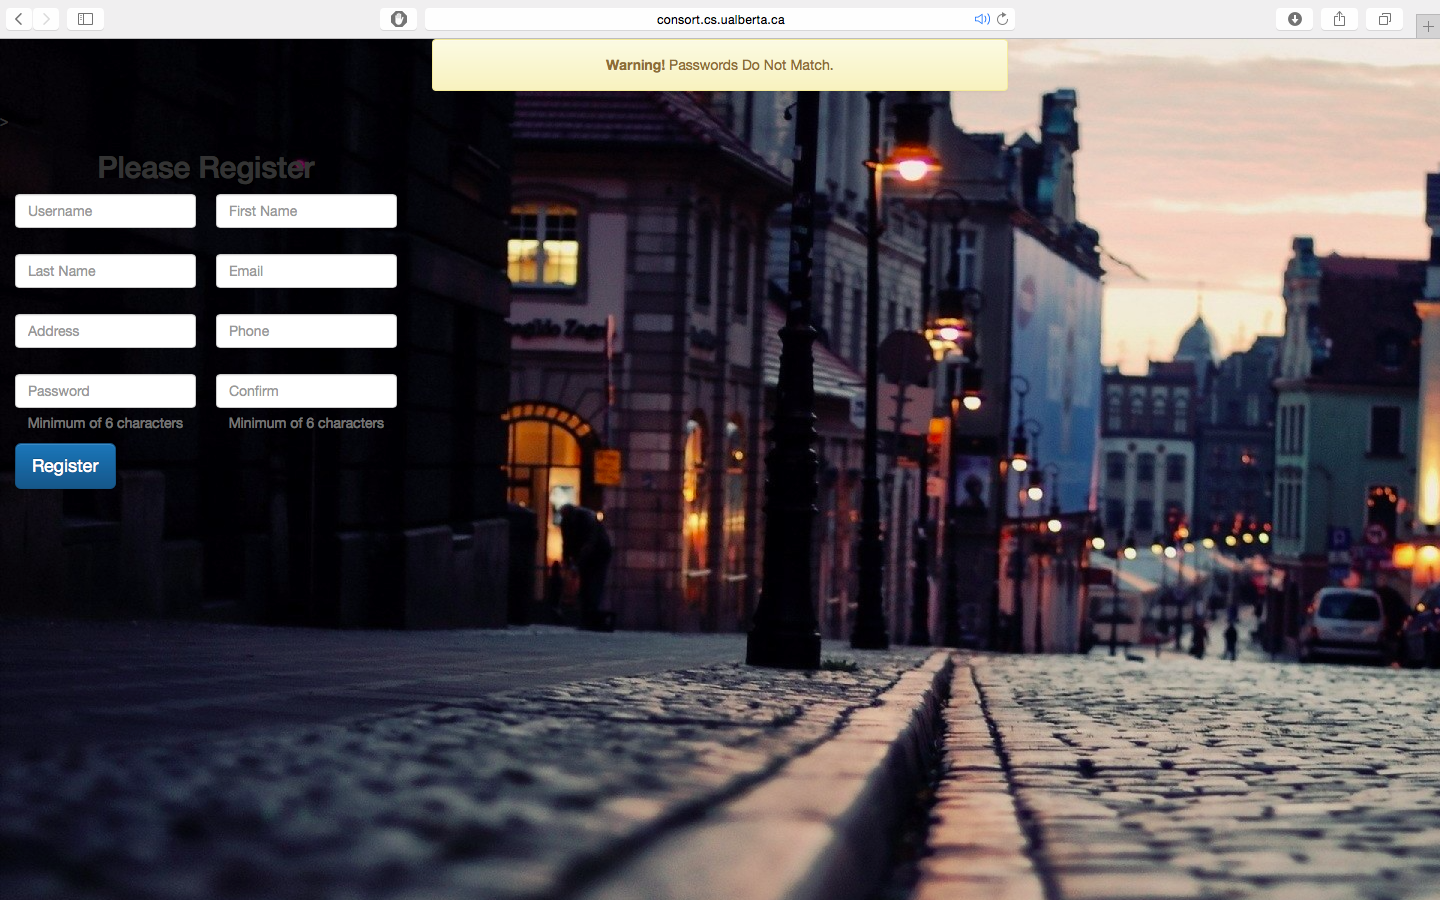 consort.cs.ualberta.ca
Warning! Passwords Do Not Match.
>
Please Register
Username
First Name
Last Name
Email
Address
Phone
Password
Confirm
Minimum of 6 characters
Minimum of 6 characters
Register